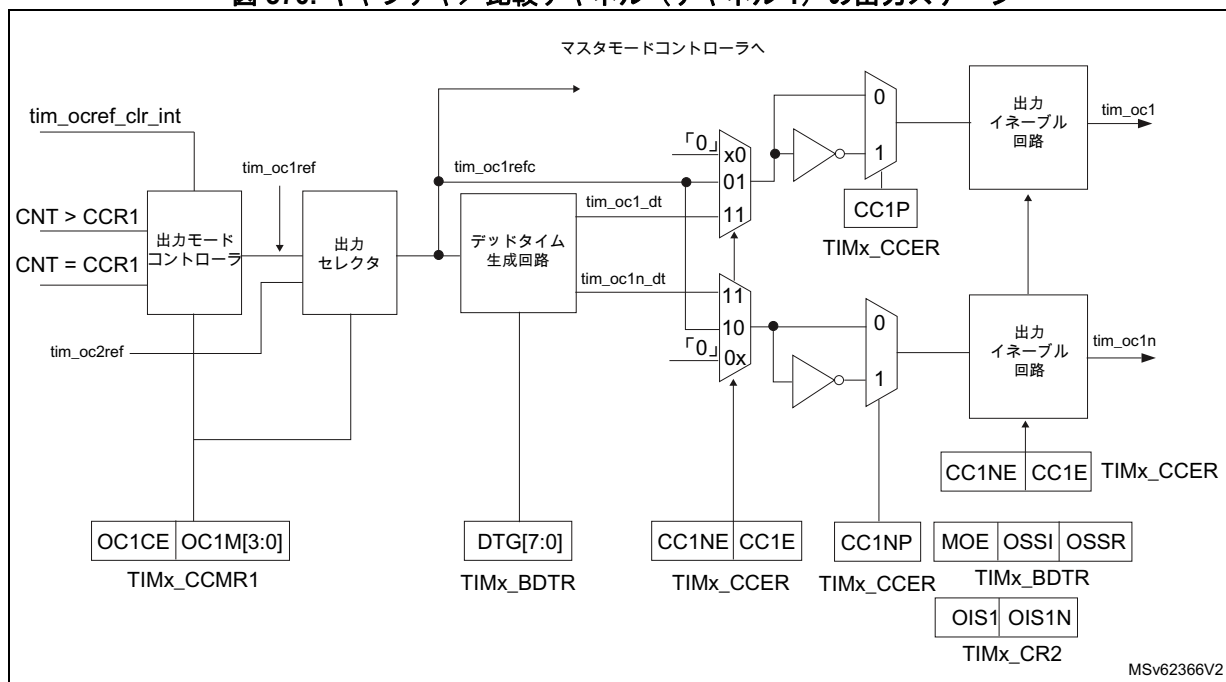 マスタモードコントローラへ
tim_ocref_clr_int
tim_oc1ref
CNT > CCR1
CNT = CCR1
出力モード
コントローラ
出力
セレクタ
tim_oc2ref
tim_oc1refc
デッドタイム
生成回路
tim_oc1_dt
tim_oc1n_dt
「0」
x0
01
11
11
10
「0」
0x
0
1
CC1P
TIMx_CCER
0
1
出力
イネーブル
回路
tim_oc1
出力
イネーブル
回路
tim_oc1n
CC1NE CC1E TIMx_CCER
OC1CE OC1M[3:0]
TIMx_CCMR1
DTG[7:0]
TIMx_BDTR
CC1NE CC1E
TIMx_CCER
CC1NP
TIMx_CCER
MOE OSSI OSSR
TIMx_BDTR
OIS1 OIS1N
TIMx_CR2
MSv62366V2